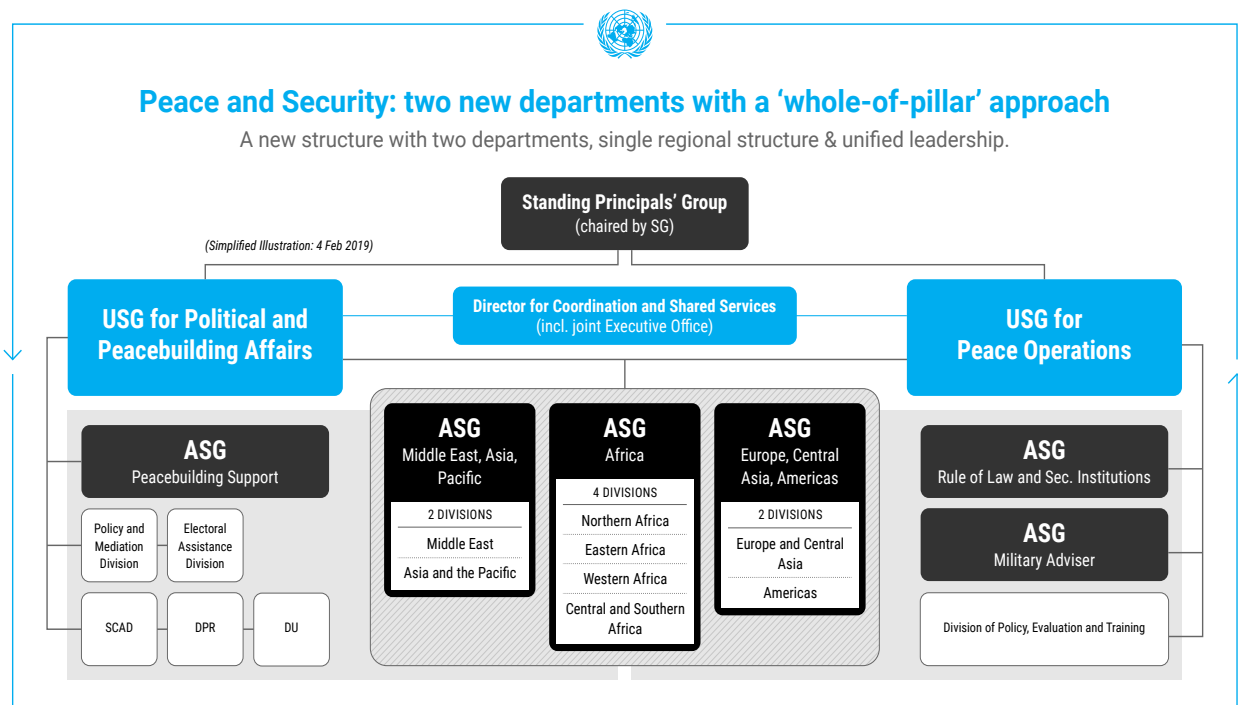 Peace and Security: two new departments with a ‘whole-of-pillar’ approach
A new structure with two departments, single regional structure & unified leadership.
Standing Principals’ Group
(chaired by SG)
(Simplified Illustration: 4 Feb 2019)
USG for Political and
Peacebuilding Affairs
Director for Coordination and Shared Services
(incl. joint Executive Office)
USG for
Peace Operations
ASG
Peacebuilding Support
Policy and
Mediation
Division
Electoral
Assistance
Division
SCAD
DPR
DU
ASG
Middle East, Asia,
Pacific
2 DIVISIONS
Middle East
Asia and the Pacific
ASG
Africa
4 DIVISIONS
Northern Africa
Eastern Africa
Western Africa
Central and Southern
Africa
ASG
Europe, Central
Asia, Americas
2 DIVISIONS
Europe and Central
Asia
Americas
ASG
Rule of Law and Sec. Institutions
ASG
Military Adviser
Division of Policy, Evaluation and Training